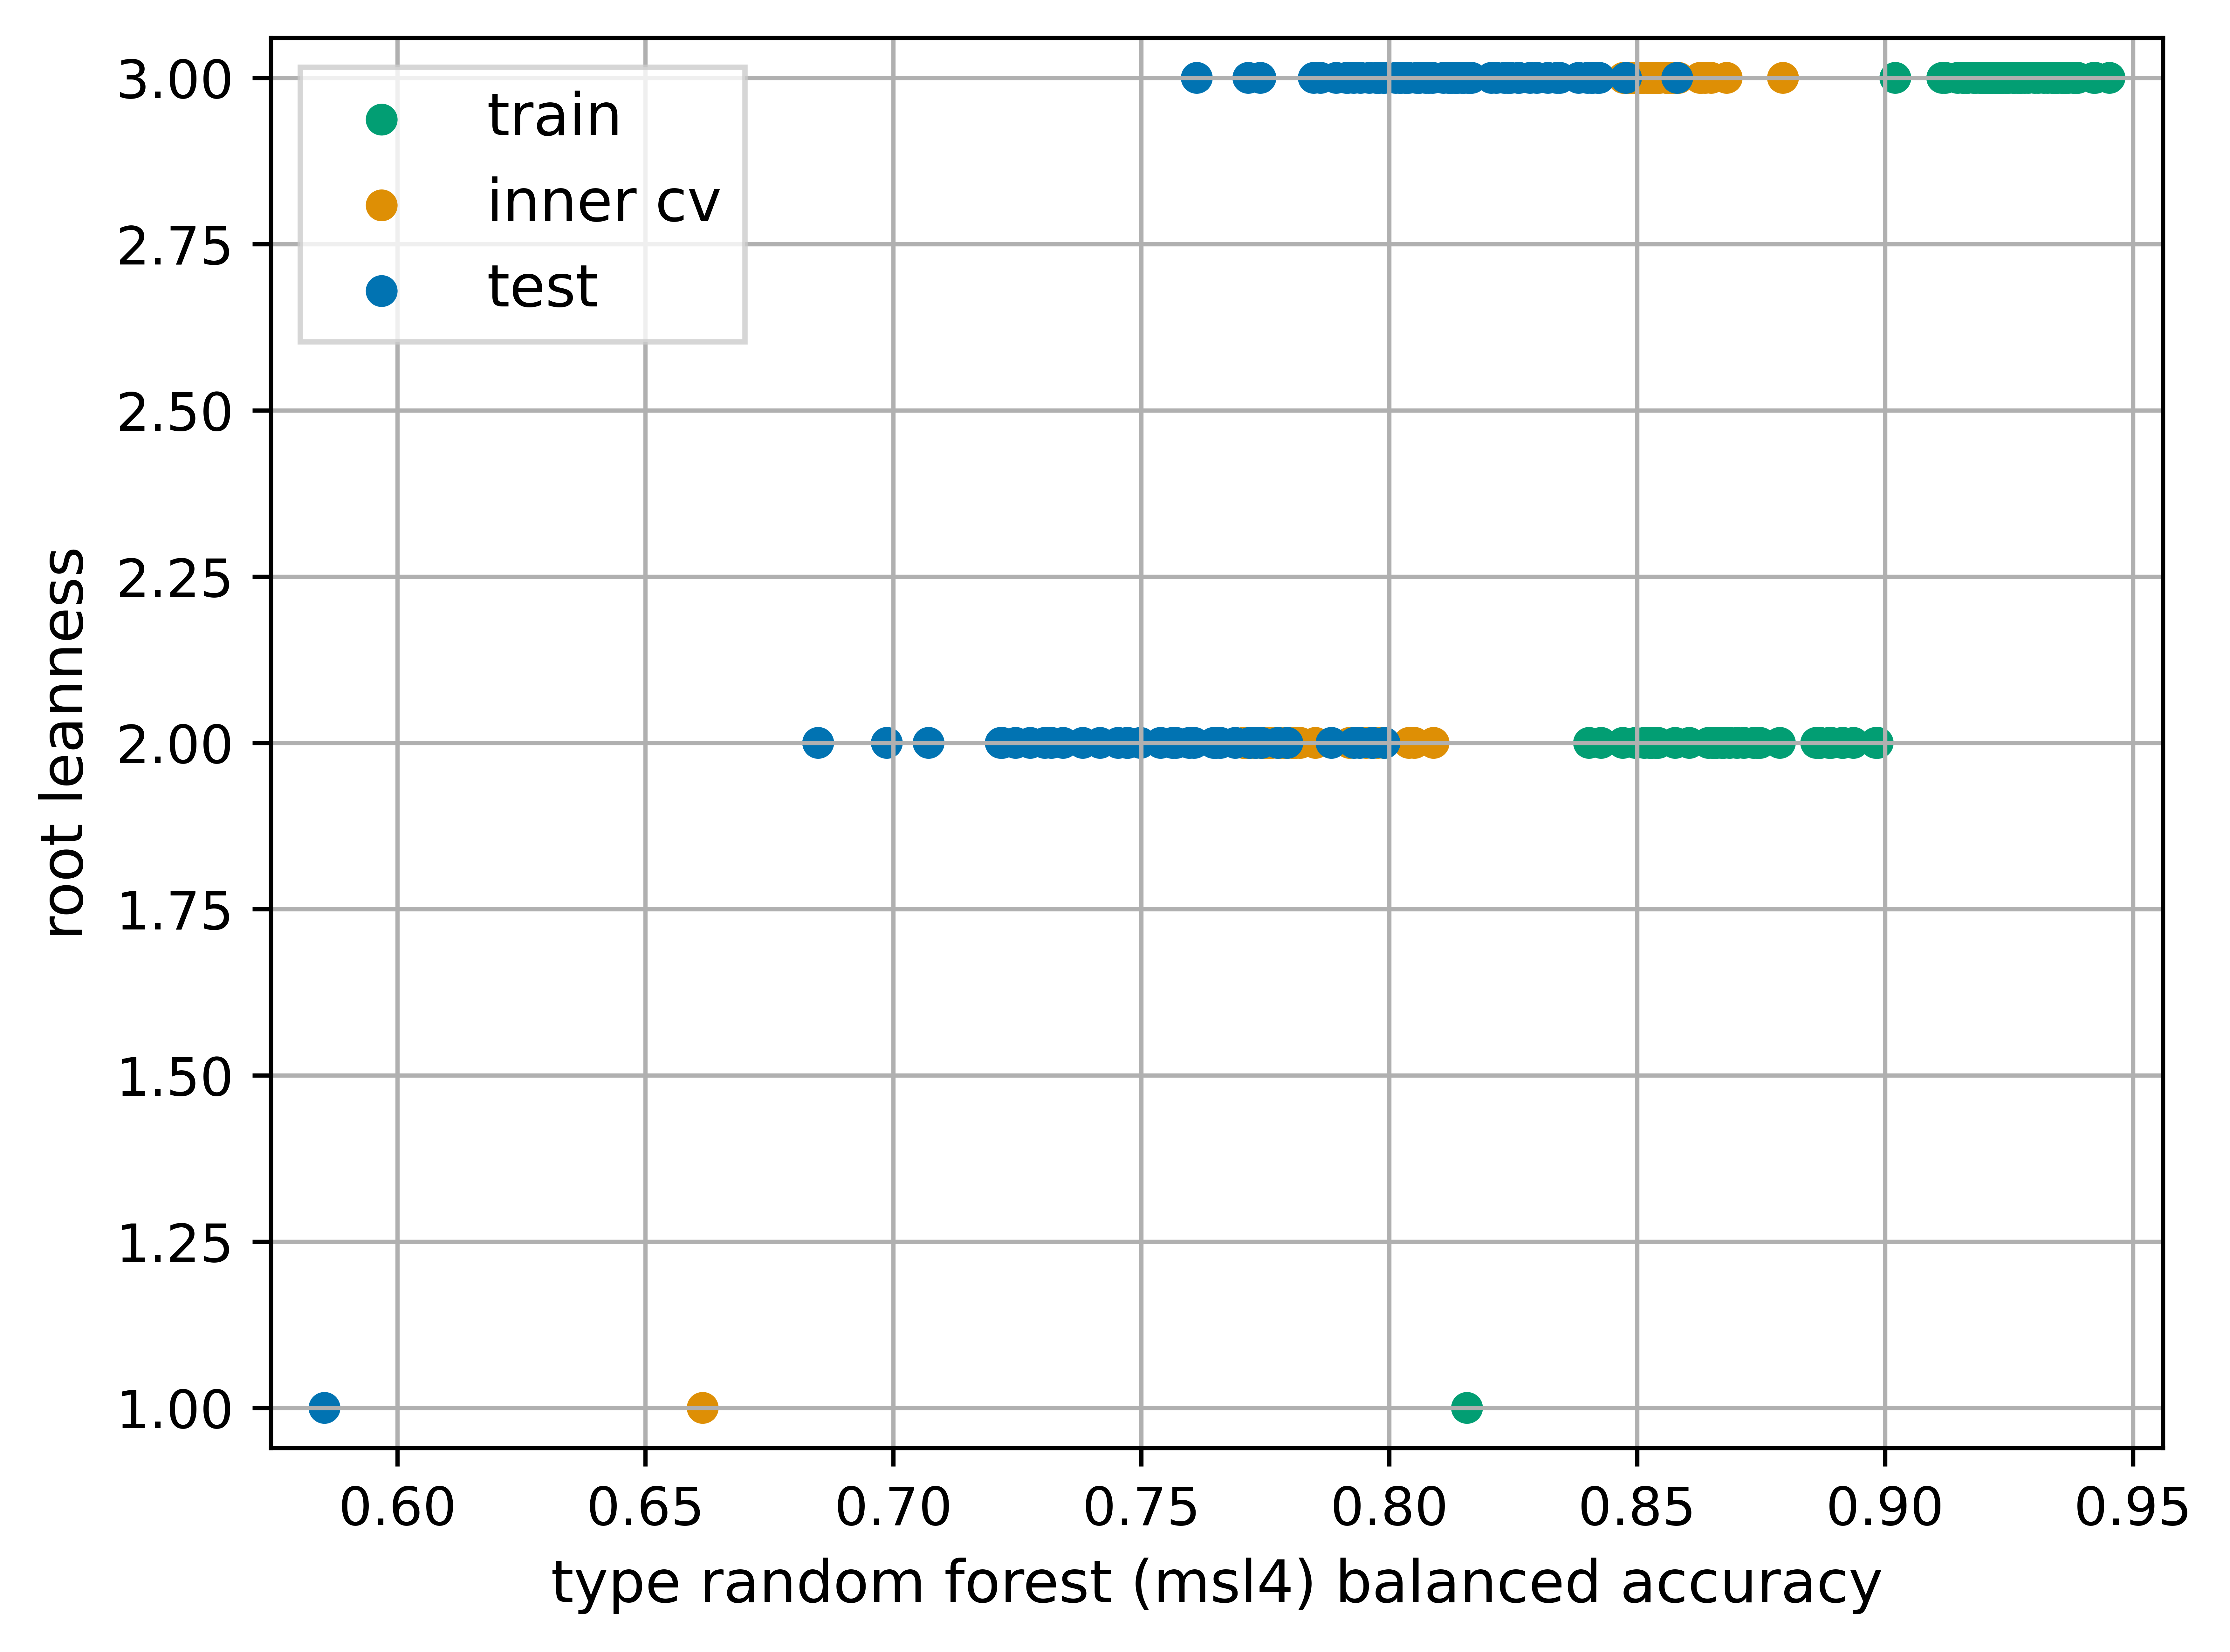 train
inner cv
test
3.00
2.75
2.50
2.25
2.00
1.75
1.50
1.25
1.00
root leanness
0.60 0.65 0.70 0.75 0.80 0.85 0.90 0.95
type random forest (msl4) balanced accuracy